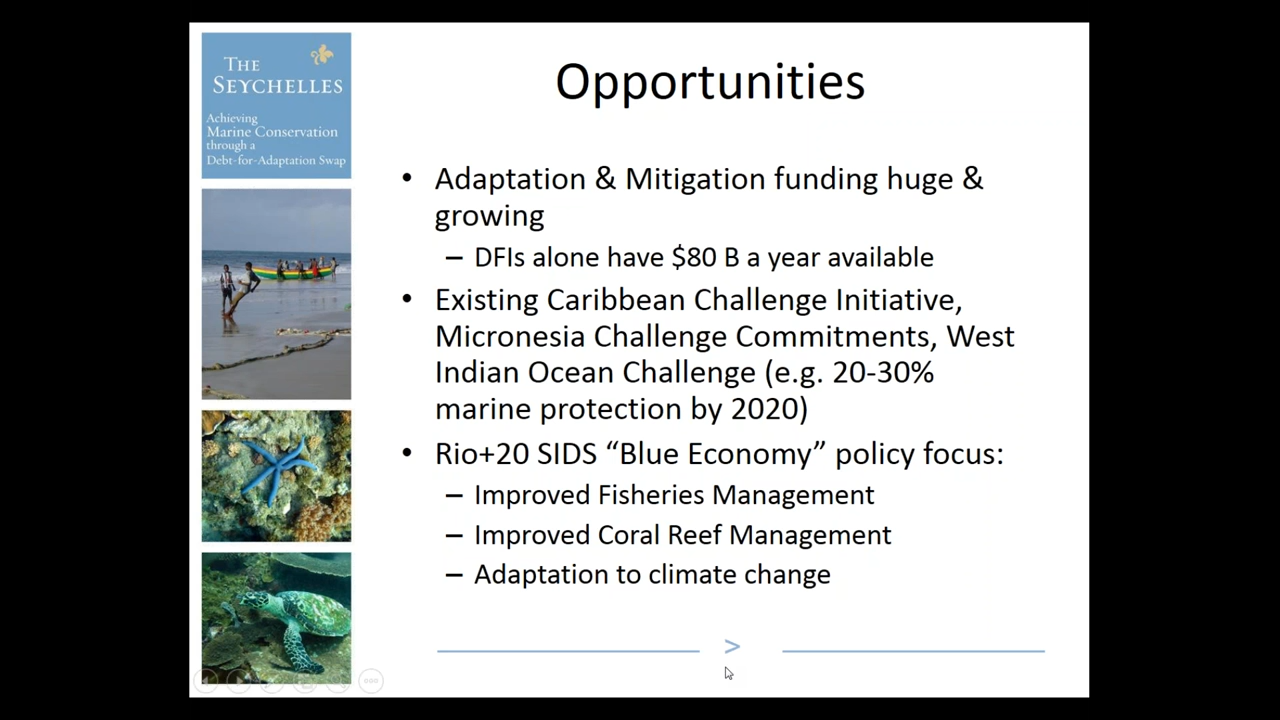 THE
SEYCHELLES
Achieving
Marine Conservation
through a
Debt-for-Adaptation Swap
Opportunities
• Adaptation & Mitigation funding huge &
growing
– DFIs alone have $80 B a year available
• Existing Caribbean Challenge Initiative,
Micronesia Challenge Commitments, West
Indian Ocean Challenge (e.g. 20-30%
marine protection by 2020)
• Rio+20 SIDS “Blue Economy” policy focus:
– Improved Fisheries Management
– Improved Coral Reef Management
– Adaptation to climate change
>